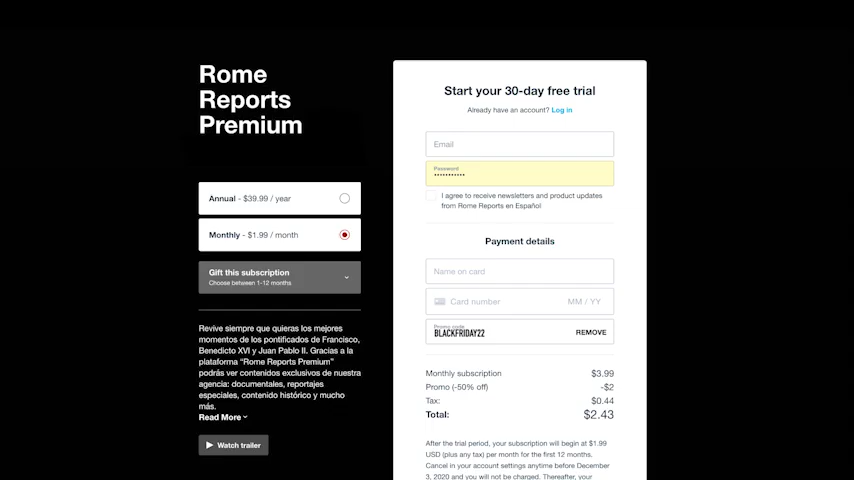 Rome
Reports
Premium
Annual - $39.99 / year
Monthly - $1.99 / month
Gift this subscription
Choose between 1-12 months
Revive siempre que quieras los mejores
momentos de los pontificados de Francisco,
Benedicto XVI y Juan Pablo II. Gracias a la
plataforma “Rome Reports Premium”
podrás ver contenidos exclusivos de nuestra
agencia: documentales, reportajes
especiales, contenido histórico y mucho
más.
Read More
Watch trailer
Start your 30-day free trial
Already have an account? Log in
Email
Password
•••••••••••
I agree to receive newsletters and product updates
from Rome Reports en Español
Payment details
Name on card
Card number MM / YY
Promo code
BLACKFRIDAY22 REMOVE
Monthly subscription $3.99
Promo (-50% off) -$2
Tax: $0.44
Total: $2.43
After the trial period, your subscription will begin at $1.99
USD (plus any tax) per month for the first 12 months.
Cancel in your account settings anytime before December
3, 2020 and you will not be charged. Thereafter, your